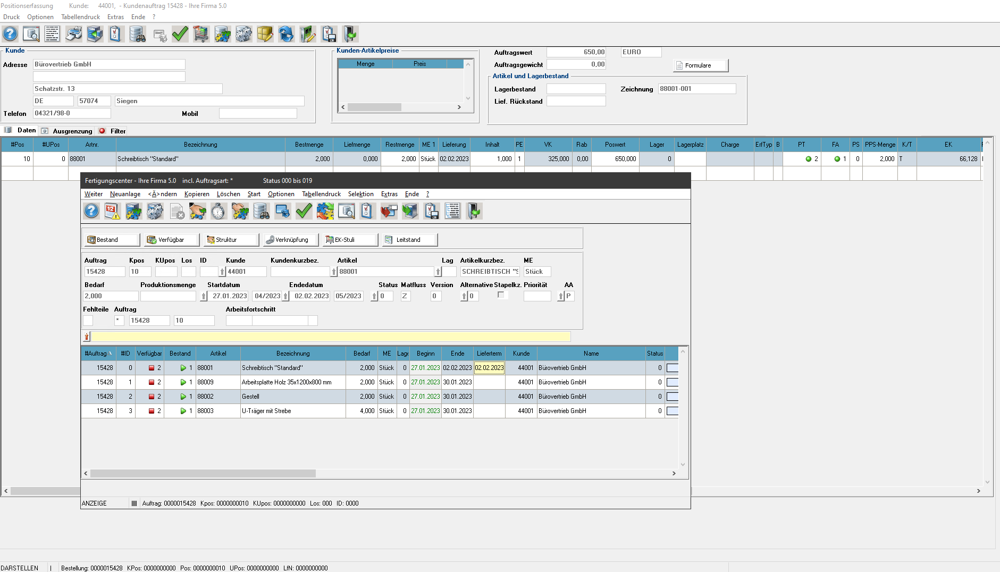 Positionserfassung Kunde: 44001, - Kundenauftrag 15428 - Ihre Firma 5.0
Druck Optionen Tabellendruck Extras Ende ?
Kunde
Adresse Bürovertrieb GmbH
Schatzstr. 13
DE 57074 Siegen
Telefon 04321/98-0 Mobil
Kunden-Artikelpreise
Menge Preis
Auftragswert 650,00 EURO
Auftragsgewicht 0,00 Formulare
Artikel und Lagerbestand
Lagerbestand Zeichnung 88001-001
Lief. Rückstand
Daten Ausgrenzung Filter
#Pos #UPos Artnr. Bezeichnung Bestmenge Liefmenge Restmenge ME 1 Lieferung Inhalt PE VK Rab Poswert Lager Lagerplatz Charge ErfTyp B PT FA PS PPS-Menge K/T EK
10 0 88001 Schreibtisch "Standard" 2,000 0,000 2,000 Stück 02.02.2023 1,000 1 325,000 0,00 650,000 0 2 1 0 2,000 T 66,128
Fertigungscenter - Ihre Firma 5.0 incl. Auftragsart: * Status 000 bis 019
Weiter Neuanlage <Ä>ndern Kopieren Löschen Start Optionen Tabellendruck Selektion Extras Ende ?
Bestand Verfügbar Struktur Verknüpfung EK-Stuli Leitstand
Auftrag Kpos KUpos Los ID Kunde Kundenkurzbez. Artikel Lag Artikelkurzbez. ME
15428 10 44001 88001 SCHREIBTISCH "S Stück
Bedarf Produktionsmenge Startdatum Endedatum Status Matfluss Version Alternative Stapelkz. Priorität AA
2,000 27.01.2023 04/2023 02.02.2023 05/2023 0 Z 0 0 P
Fehlteile Auftrag Arbeitsfortschritt
* 15428 10
#Auftrag #ID Verfügbar Bestand Artikel Bezeichnung Bedarf ME Lage Beginn Ende Lieferterm Kunde Name Status
15428 0 2 1 88001 Schreibtisch "Standard" 2,000 Stück 0 27.01.2023 02.02.2023 02.02.2023 44001 Bürovertrieb GmbH 0
15428 1 2 1 88009 Arbeitsplatte Holz 35x1200x800 mm 2,000 Stück 0 27.01.2023 30.01.2023 44001 Bürovertrieb GmbH 0
15428 2 2 1 88002 Gestell 2,000 Stück 0 27.01.2023 30.01.2023 44001 Bürovertrieb GmbH 0
15428 3 2 1 88003 U-Träger mit Strebe 4,000 Stück 0 27.01.2023 30.01.2023 44001 Bürovertrieb GmbH 0
ANZEIGE Auftrag: 0000015428 Kpos: 0000000010 KUpos: 0000000000 Los: 000 ID: 0000
DARSTELLEN | Bestellung: 0000015428 KPos: 0000000000 Pos: 0000000010 UPos: 0000000000 LfN: 0000000000